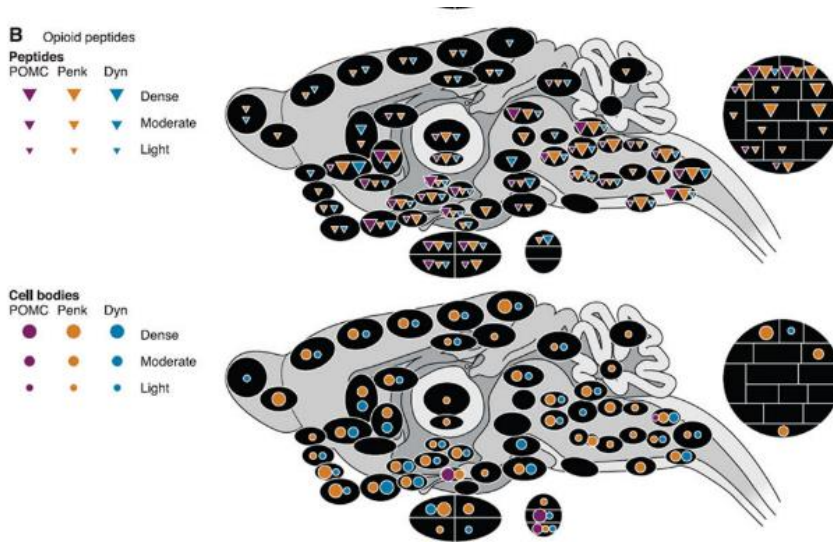 B Opioid peptides
Peptides
POMC Penk Dyn
Dense
Moderate
Light
Cell bodies
POMC Penk Dyn
Dense
Moderate
Light